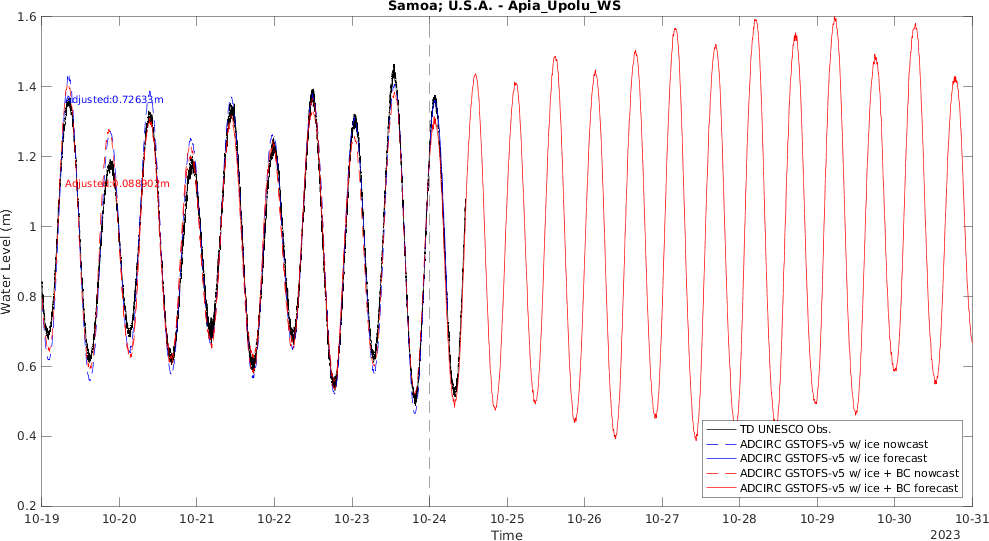 Samoa; U.S.A. - Apia_Upolu_WS
1.6
1.4
1.2
1
0.8
0.6
0.4
0.2
Water Level (m)
Adjusted:0.72633m
Adjusted:0.088902m
TD UNESCO Obs.
ADCIRC GSTOFS-v5 w/ ice nowcast
ADCIRC GSTOFS-v5 w/ ice forecast
ADCIRC GSTOFS-v5 w/ ice + BC nowcast
ADCIRC GSTOFS-v5 w/ ice + BC forecast
10-19 10-20 10-21 10-22 10-23 10-24 10-25 10-26 10-27 10-28 10-29 10-30 10-31
Time
2023